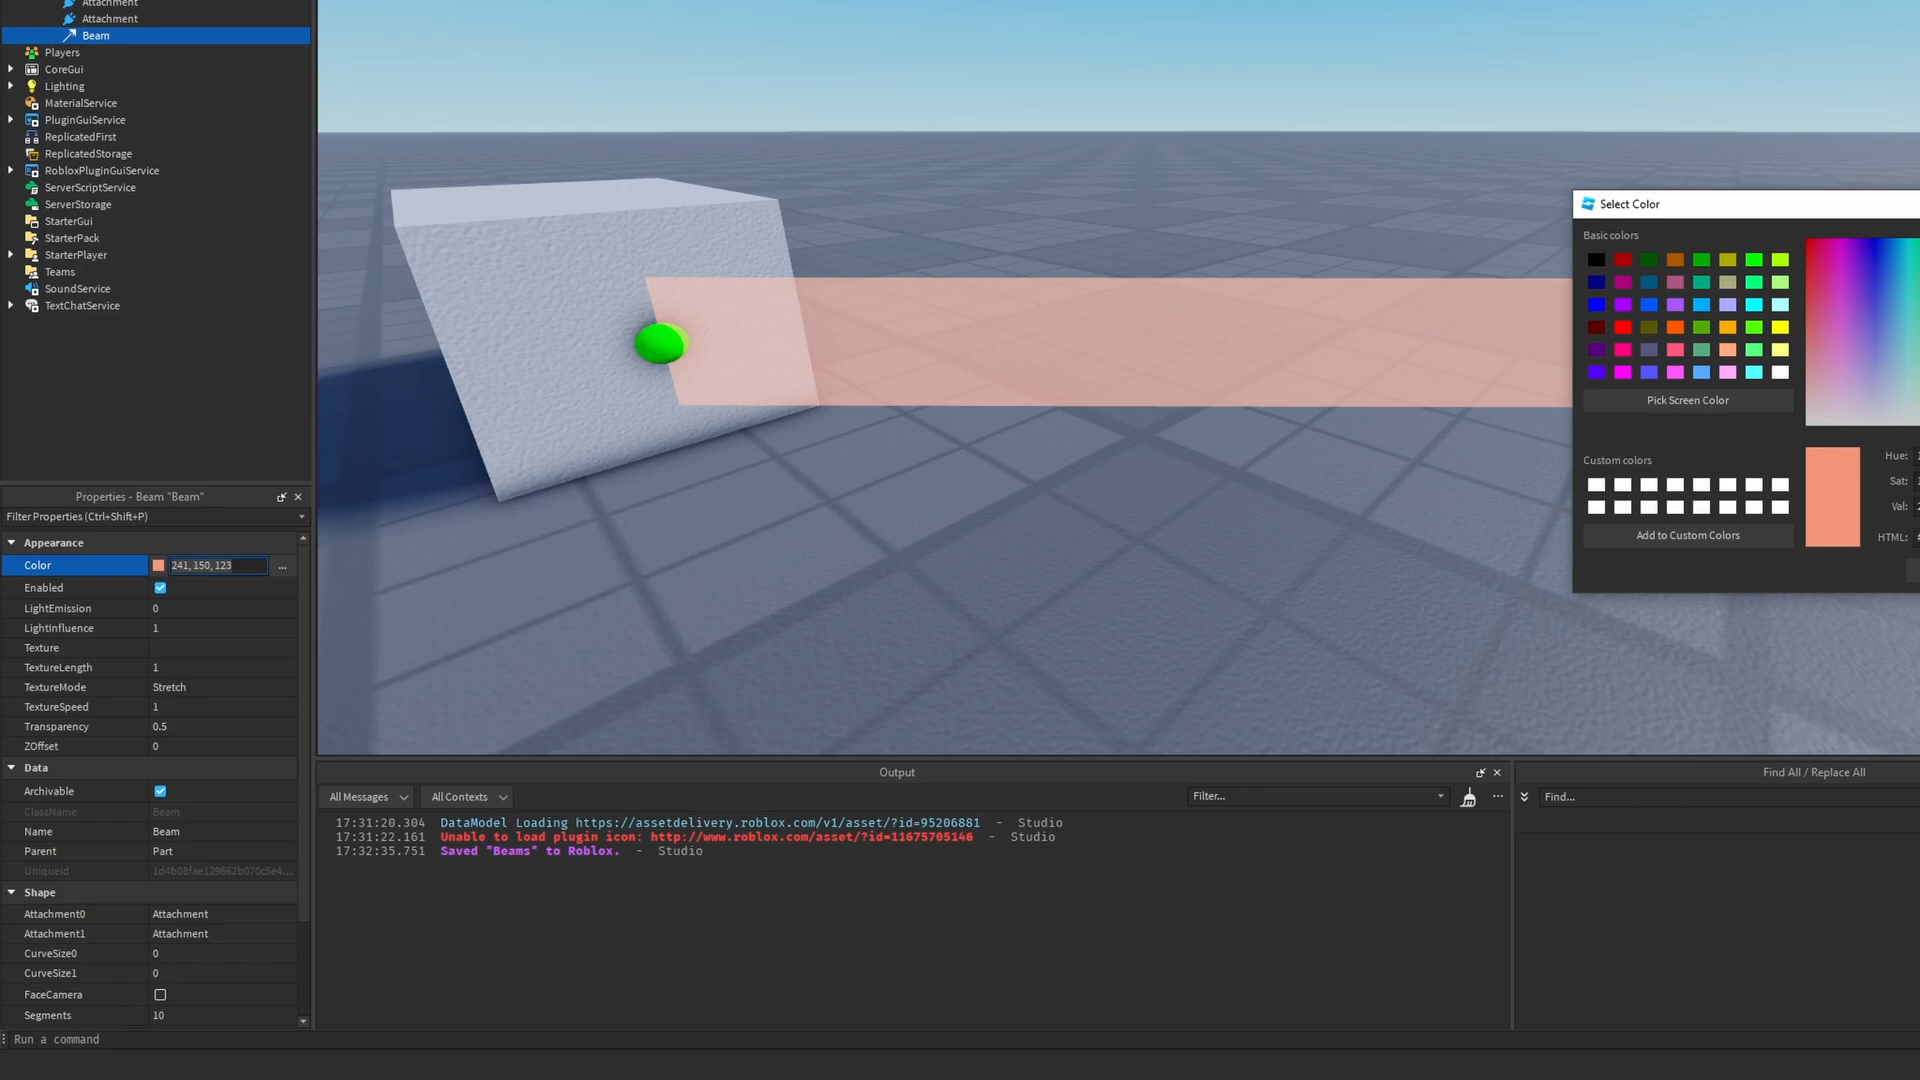 Attachment
Attachment
Beam
Players
CoreGui
Lighting
MaterialService
PluginGuiService
ReplicatedFirst
ReplicatedStorage
RobloxPluginGuiService
ServerScriptService
ServerStorage
StarterGui
StarterPack
StarterPlayer
Teams
SoundService
TextChatService
Properties - Beam "Beam"
Filter Properties (Ctrl+Shift+P)
Appearance
Color 241, 150, 123 ...
Enabled
LightEmission 0
LightInfluence 1
Texture
TextureLength 1
TextureMode Stretch
TextureSpeed 1
Transparency 0.5
ZOffset 0
Data
Archivable
ClassName Beam
Name Beam
Parent Part
UniqueId 1d4b08fae129662b070c5e4...
Shape
Attachment0 Attachment
Attachment1 Attachment
CurveSize0 0
CurveSize1 0
FaceCamera
Segments 10
Run a command
Select Color
Basic colors
Pick Screen Color
Custom colors
Add to Custom Colors
Hue:
Sat:
Val:
HTML:
Output
All Messages All Contexts Filter... ...
17:31:20.304 DataModel Loading https://assetdelivery.roblox.com/v1/asset/?id=95206881 - Studio
17:31:22.161 Unable to load plugin icon: http://www.roblox.com/asset/?id=11675705146 - Studio
17:32:35.751 Saved "Beams" to Roblox. - Studio
Find All / Replace All
Find...